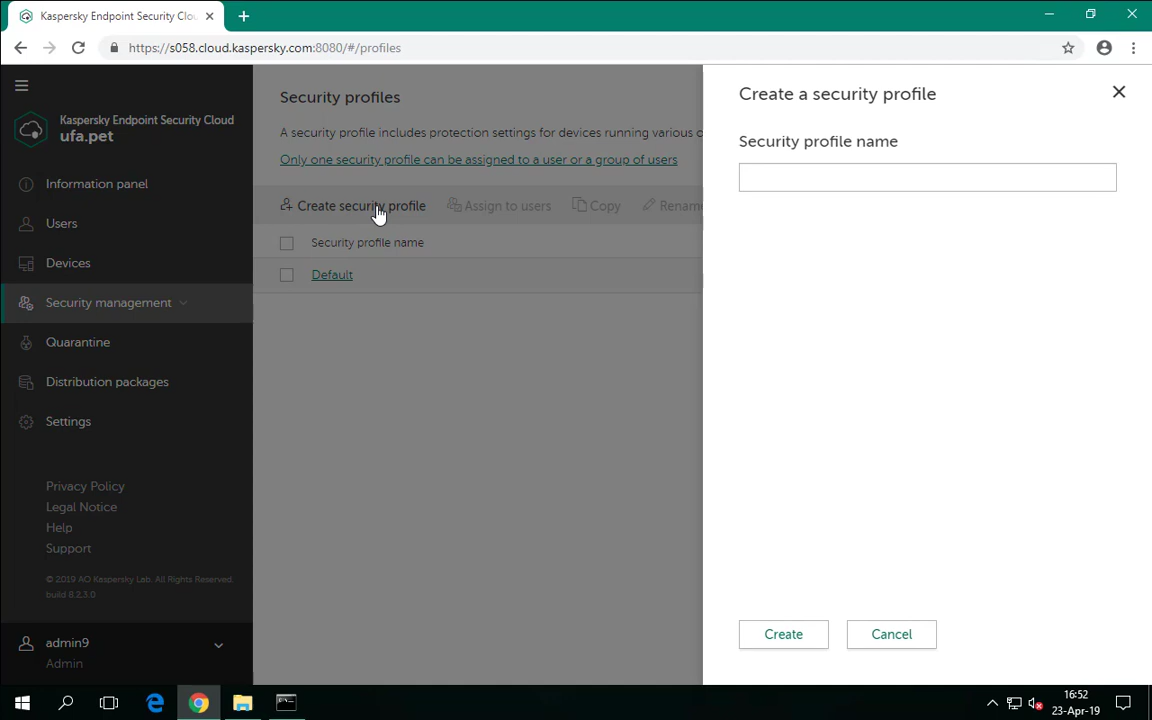 Kaspersky Endpoint Security Clou
https://s058.cloud.kaspersky.com:8080/#/profiles
Kaspersky Endpoint Security Cloud
ufa.pet
Information panel
Users
Devices
Security management
Quarantine
Distribution packages
Settings
Privacy Policy
Legal Notice
Help
Support
© 2019 AO Kaspersky Lab. All Rights Reserved.
build 8.2.3.0
admin9
Admin
Security profiles
A security profile includes protection settings for devices running various o
Only one security profile can be assigned to a user or a group of users
Create security profile
Assign to users
Copy
Renam
Security profile name
Default
Create a security profile
Security profile name
Create
Cancel
16:52
23-Apr-19